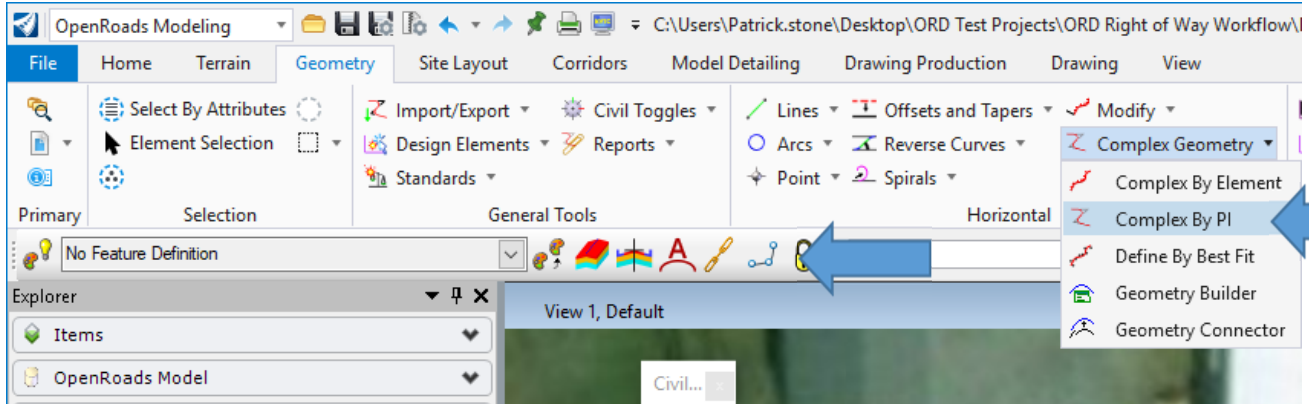 OpenRoads Modeling C:\Users\Patrick.stone\Desktop\ORD Test Projects\ORD Right of Way Workflow\
File Home Terrain Geometry Site Layout Corridors Model Detailing Drawing Production Drawing View
Select By Attributes Import/Export Civil Toggles Lines Offsets and Tapers Modify
Element Selection Design Elements Reports Arcs Reverse Curves Complex Geometry
Standards Point Spirals
Complex By Element
Primary Selection General Tools Horizontal
Complex By PI
No Feature Definition
Define By Best Fit
Explorer
Geometry Builder
View 1, Default
Items
Geometry Connector
OpenRoads Model
Civil...